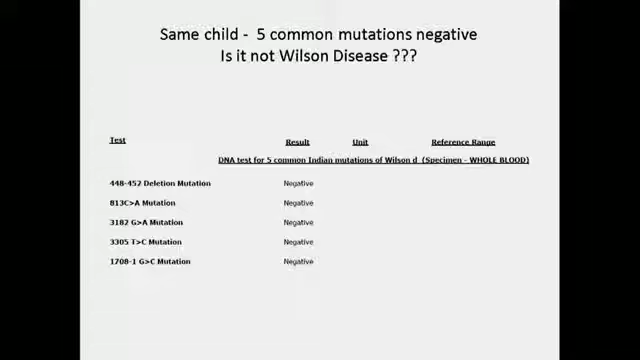 Same child - 5 common mutations negative
Is it not Wilson Disease ???
Test Result Unit Reference Range
DNA test for 5 common Indian mutations of Wilson d (Specimen - WHOLE BLOOD)
448-452 Deletion Mutation Negative
813C>A Mutation Negative
3182 G>A Mutation Negative
3305 T>C Mutation Negative
1708-1 G>C Mutation Negative